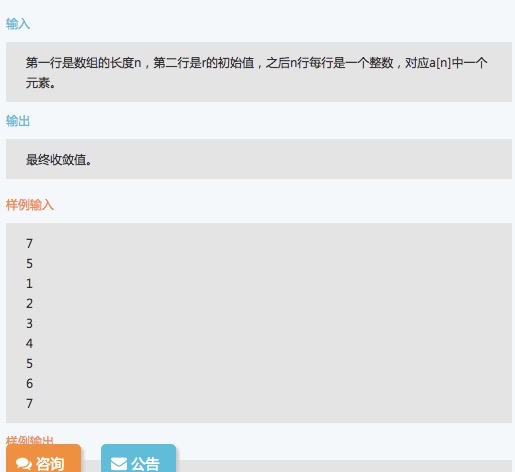 输入
第一行是数组的长度n，第二行是r的初始值，之后n行每行是一个整数，对应a[n]中一个
元素。
输出
最终收敛值。
样例输入
7
5
1
2
3
4
5
6
7
样例输出
咨询
公告